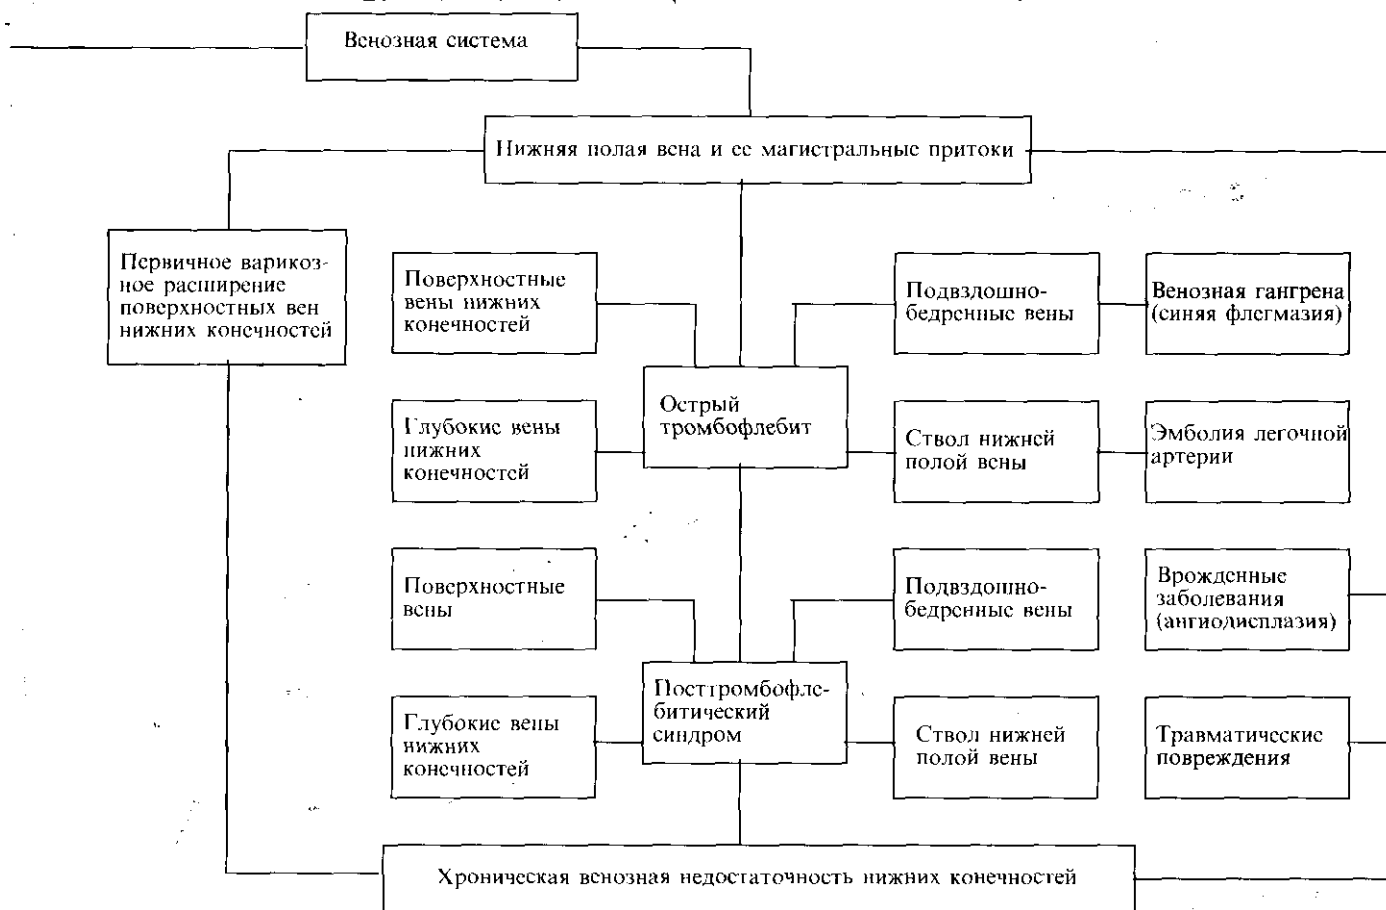 Венозная система
Нижняя полая вена и ее магистральные притоки
Первичное варикоз-
ное расширение
поверхностных вен
нижних конечностей
Поверхностные
вены нижних
конечностей
Подвздошно-
бедренные вены
Венозная гангрена
(синяя флегмазия)
Острый
тромбофлебит
Глубокие вены
нижних
конечностей
Ствол нижней
полой вены
Эмболия легочной
артерии
Поверхностные
вены
Подвздошно-
бедренные вены
Врожденные
заболевания
(ангиодисплазия)
Посттромбофле-
битический
синдром
Глубокие вены
нижних
конечностей
Ствол нижней
полой вены
Травматические
повреждения
Хроническая венозная недостаточность нижних конечностей